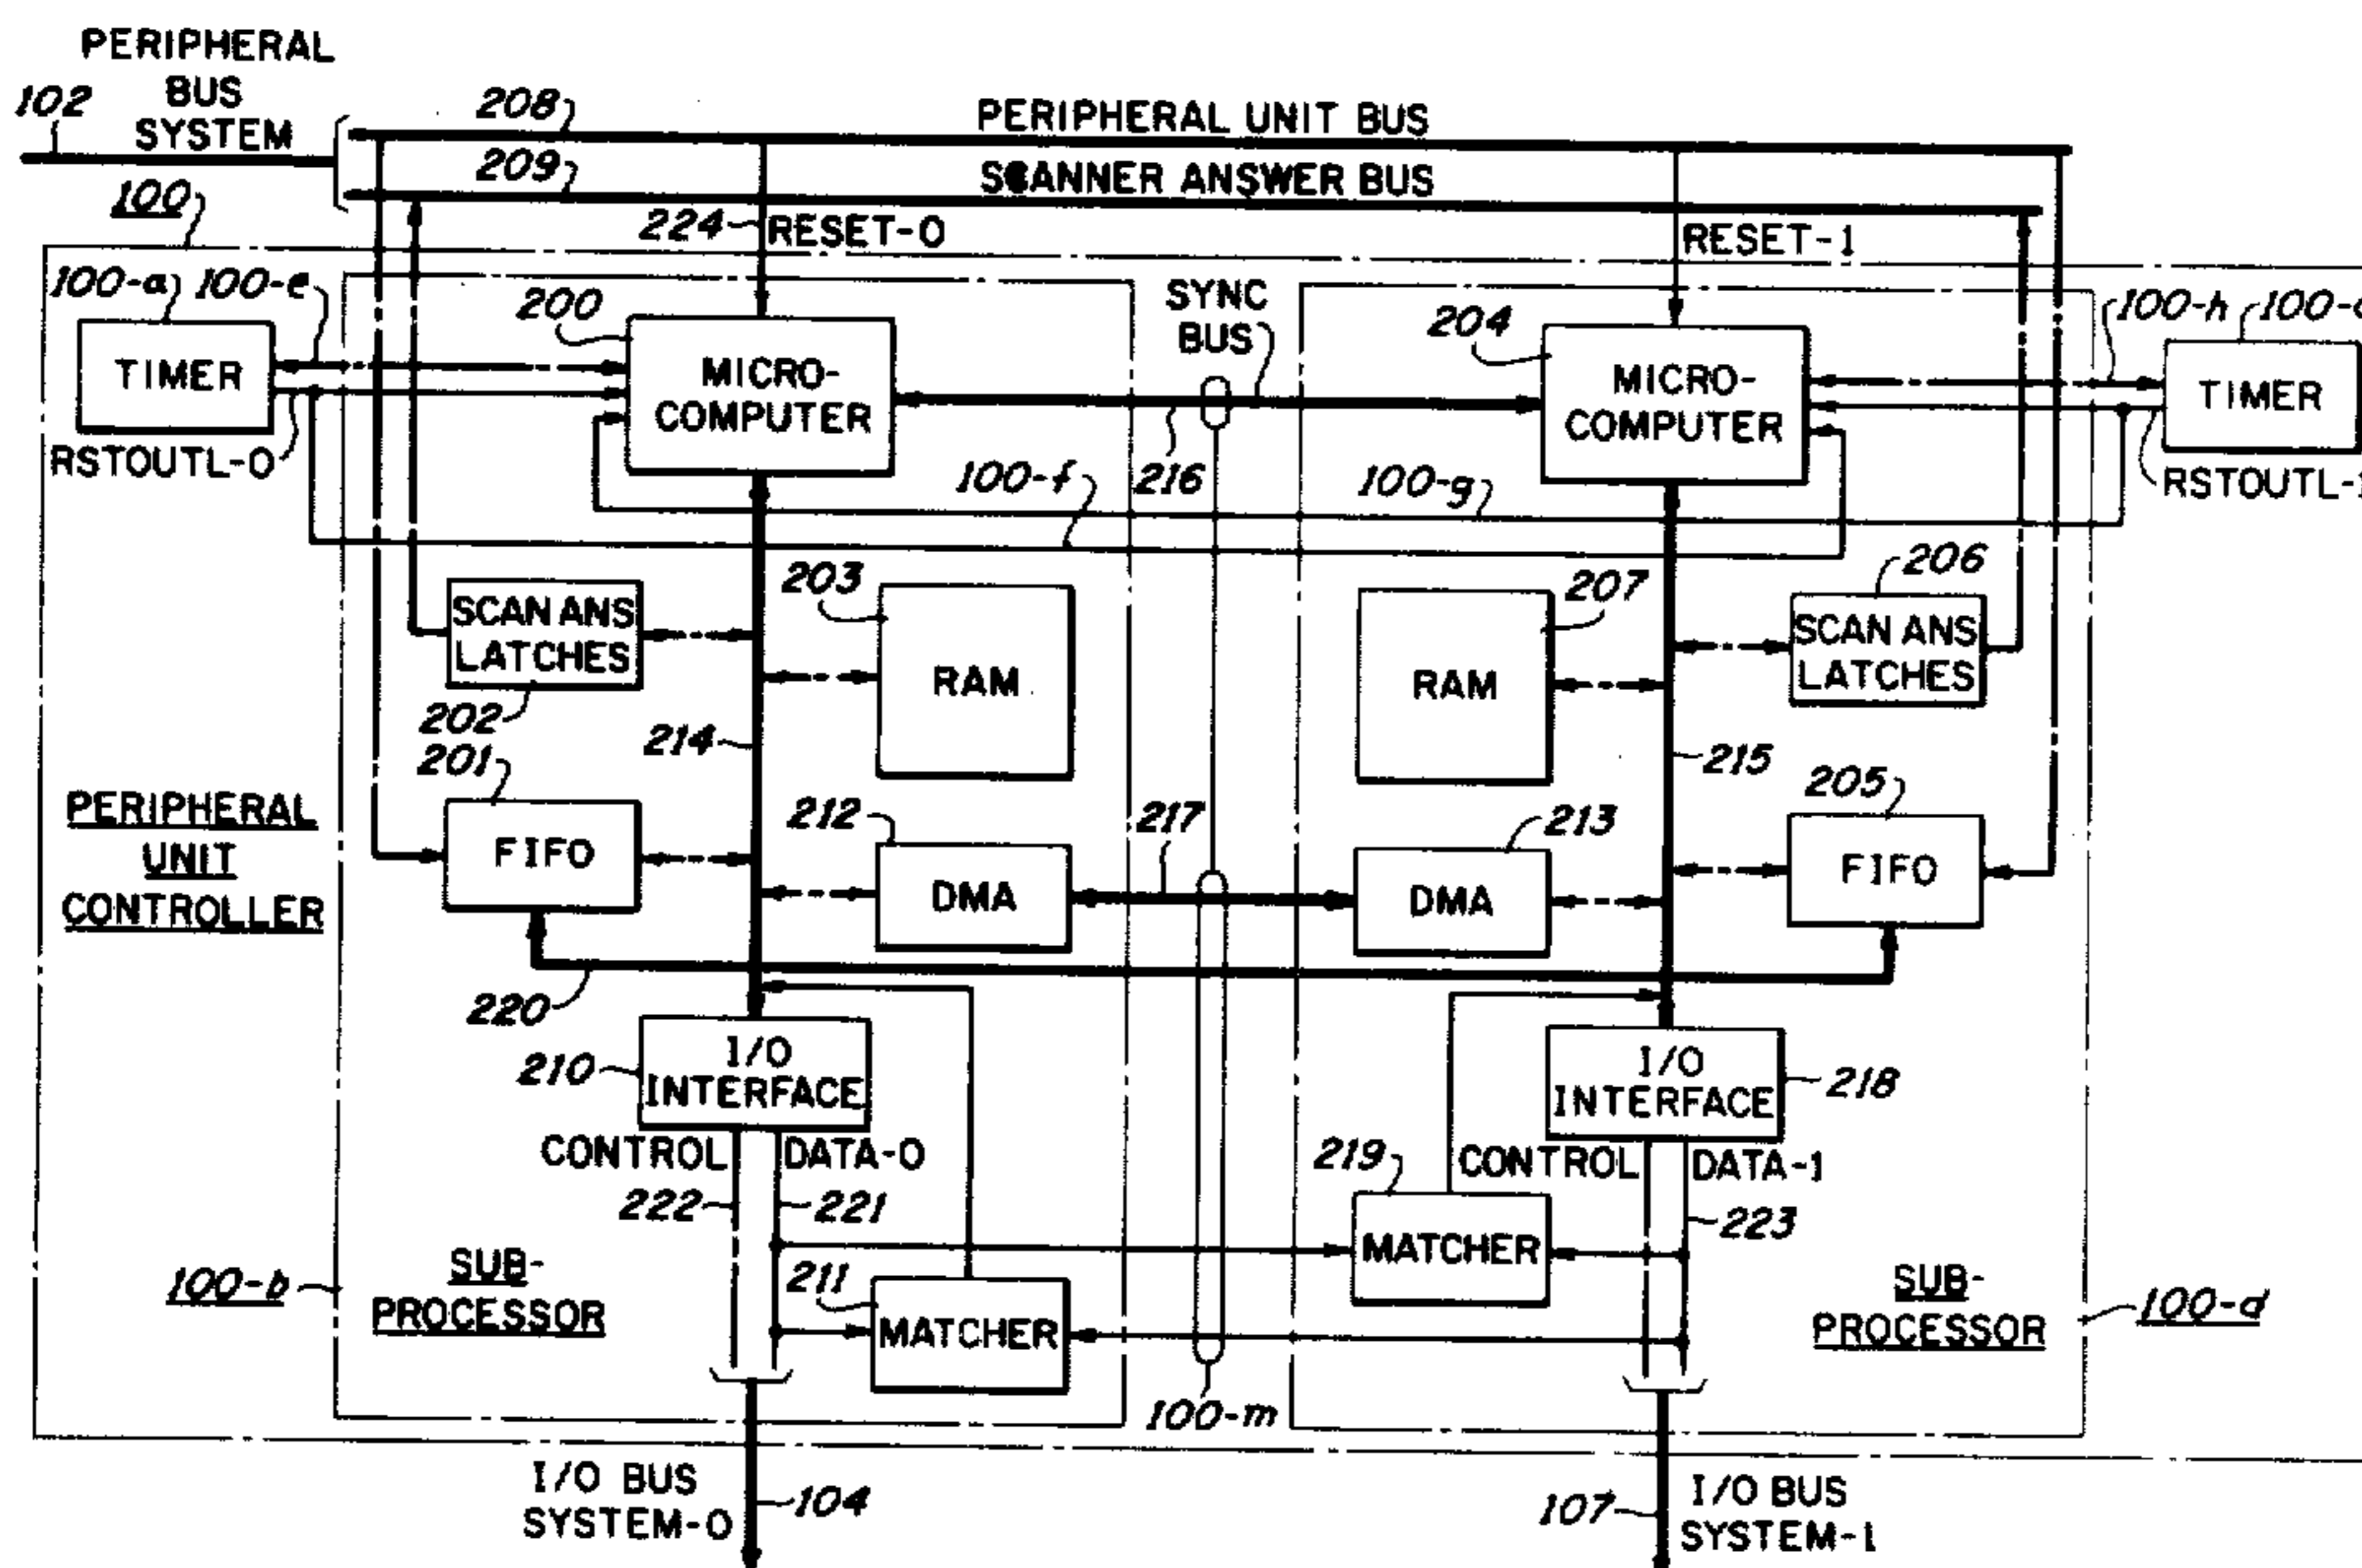 PERIPHERAL
BUS
SYSTEM
102
208
PERIPHERAL UNIT BUS
209
SCANNER ANSWER BUS
100
224
RESET-0
RESET-1
100-a
100-e
200
SYNC
BUS
204
100-h
TIMER
MICRO-
COMPUTER
MICRO-
COMPUTER
TIMER
RSTOUTL-0
100-f
216
100-g
RSTOUTL-1
203
207
206
SCAN ANS
LATCHES
RAM
RAM
SCAN ANS
LATCHES
202
214
215
201
205
PERIPHERAL
UNIT
CONTROLLER
FIFO
212
217
213
FIFO
DMA
DMA
220
210
I/O
INTERFACE
I/O
INTERFACE
218
CONTROL
DATA-0
219
CONTROL
DATA-1
222
221
223
MATCHER
100-b
SUB-
PROCESSOR
211
MATCHER
SUB-
PROCESSOR
100-d
100-m
I/O BUS
SYSTEM-0
104
107
I/O BUS
SYSTEM-1